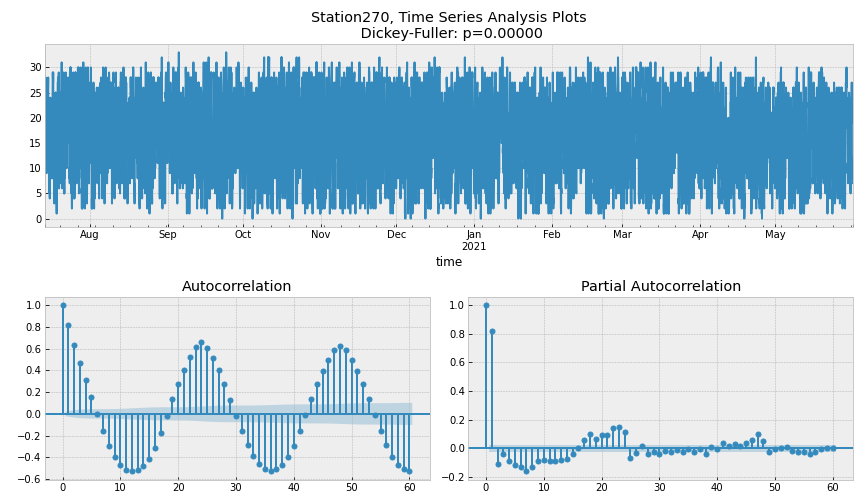 Station270, Time Series Analysis Plots
Dickey-Fuller: p=0.00000
30
25
20
15
10
5
0
Aug Sep Oct Nov Dec Jan Feb Mar Apr May
2021
time
Autocorrelation Partial Autocorrelation
1.0 1.0
0.8 0.8
0.6 0.6
0.4 0.4
0.2 0.2
0.0 0.0
−0.2 −0.2
−0.4
−0.6
0 10 20 30 40 50 60 0 10 20 30 40 50 60